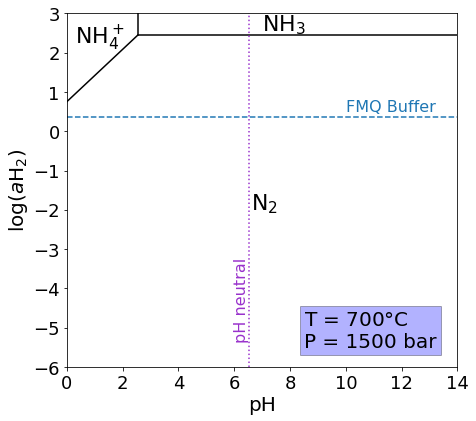 3
2
1
0
−1
−2
−3
−4
−5
−6
log(aH₂)
NH₄⁺
NH₃
FMQ Buffer
N₂
pH neutral
T = 700°C
P = 1500 bar
0 2 4 6 8 10 12 14
pH